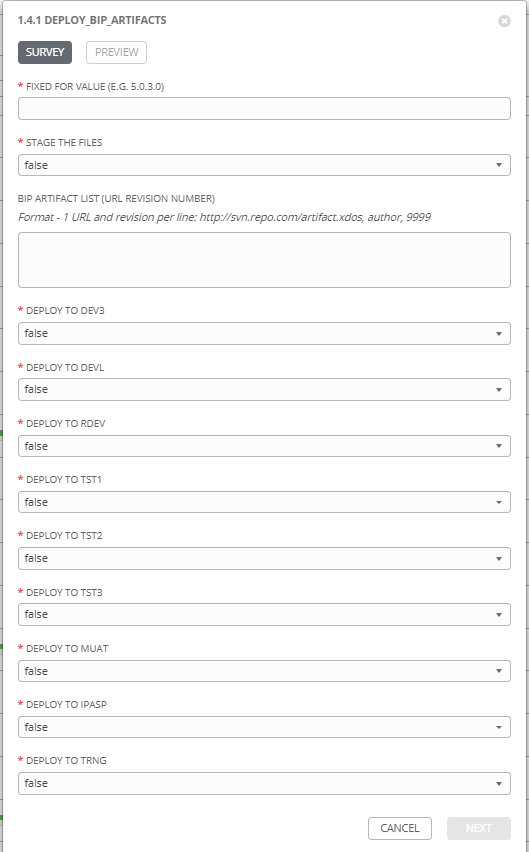 1.4.1 DEPLOY_BIP_ARTIFACTS
SURVEY PREVIEW
* FIXED FOR VALUE (E.G. 5.0.3.0)
* STAGE THE FILES
false
BIP ARTIFACT LIST (URL REVISION NUMBER)
Format - 1 URL and revision per line: http://svn.repo.com/artifact.xdos, author, 9999
* DEPLOY TO DEV3
false
* DEPLOY TO DEVL
false
* DEPLOY TO RDEV
false
* DEPLOY TO TST1
false
* DEPLOY TO TST2
false
* DEPLOY TO TST3
false
* DEPLOY TO MUAT
false
* DEPLOY TO IPASP
false
* DEPLOY TO TRNG
false
CANCEL NEXT